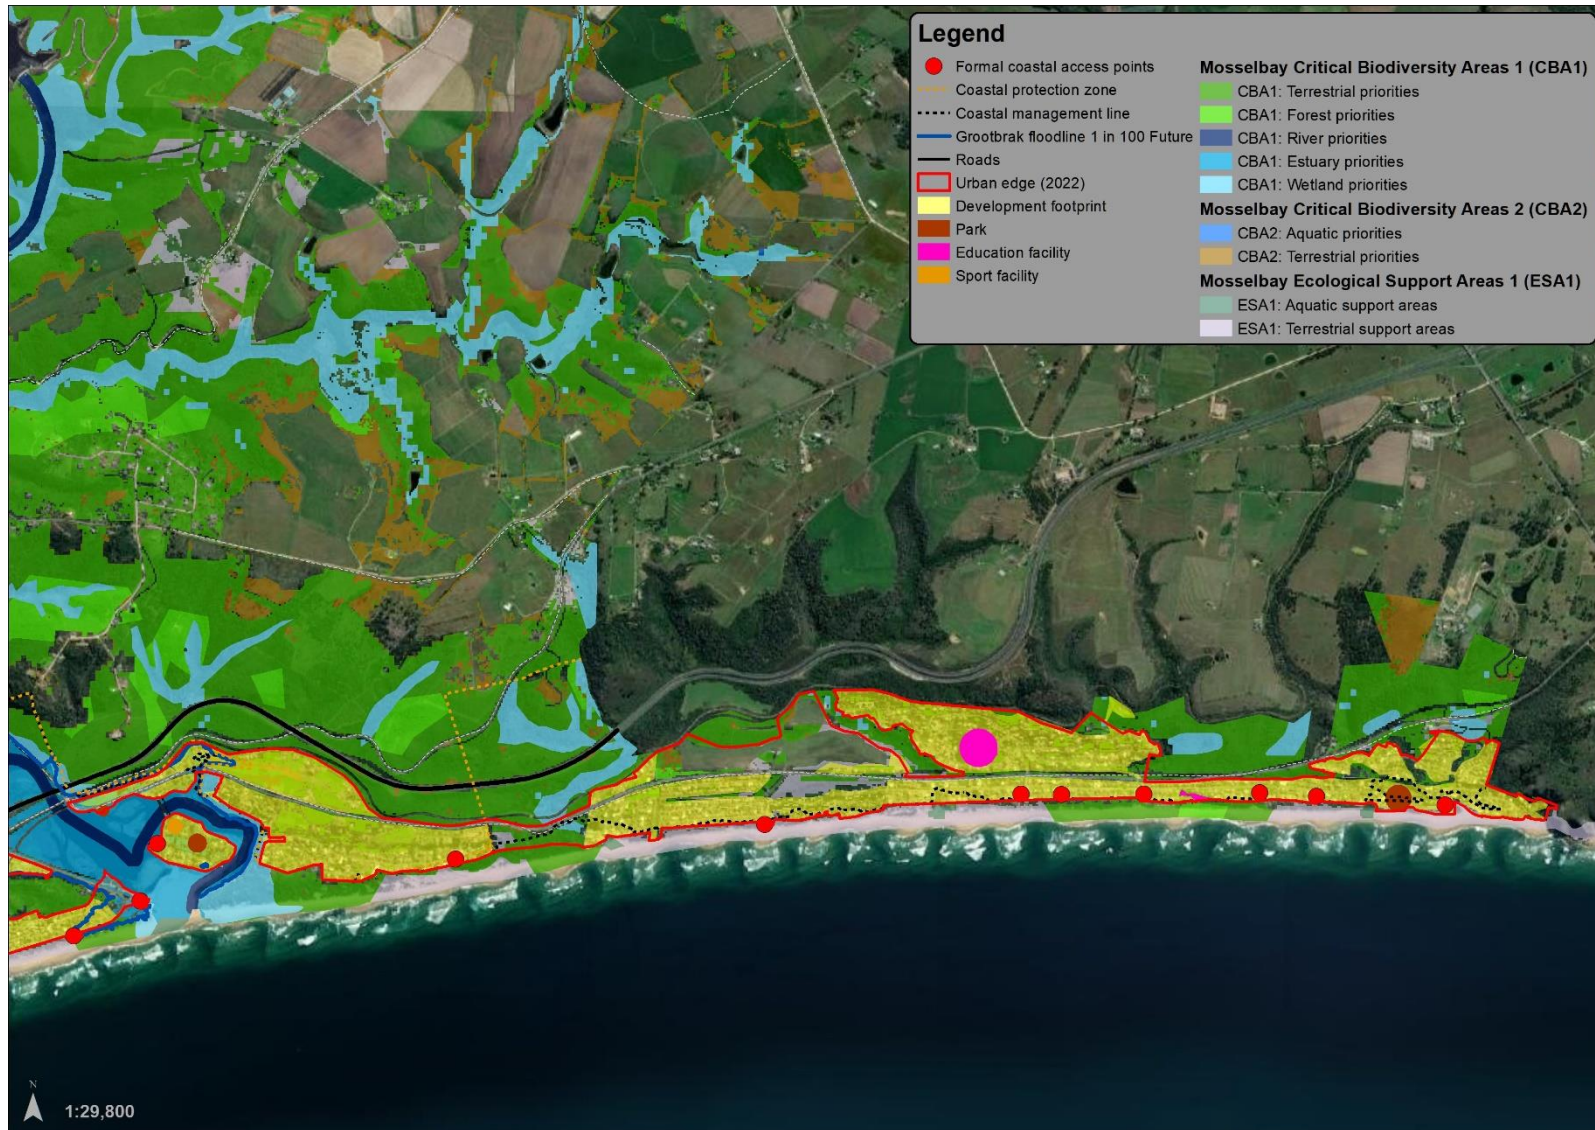 Legend
Formal coastal access points
Coastal protection zone
Coastal management line
Grootbrak floodline 1 in 100 Future
Roads
Urban edge (2022)
Development footprint
Park
Education facility
Sport facility
Mosselbay Critical Biodiversity Areas 1 (CBA1)
CBA1: Terrestrial priorities
CBA1: Forest priorities
CBA1: River priorities
CBA1: Estuary priorities
CBA1: Wetland priorities
Mosselbay Critical Biodiversity Areas 2 (CBA2)
CBA2: Aquatic priorities
CBA2: Terrestrial priorities
Mosselbay Ecological Support Areas 1 (ESA1)
ESA1: Aquatic support areas
ESA1: Terrestrial support areas
N
1:29,800